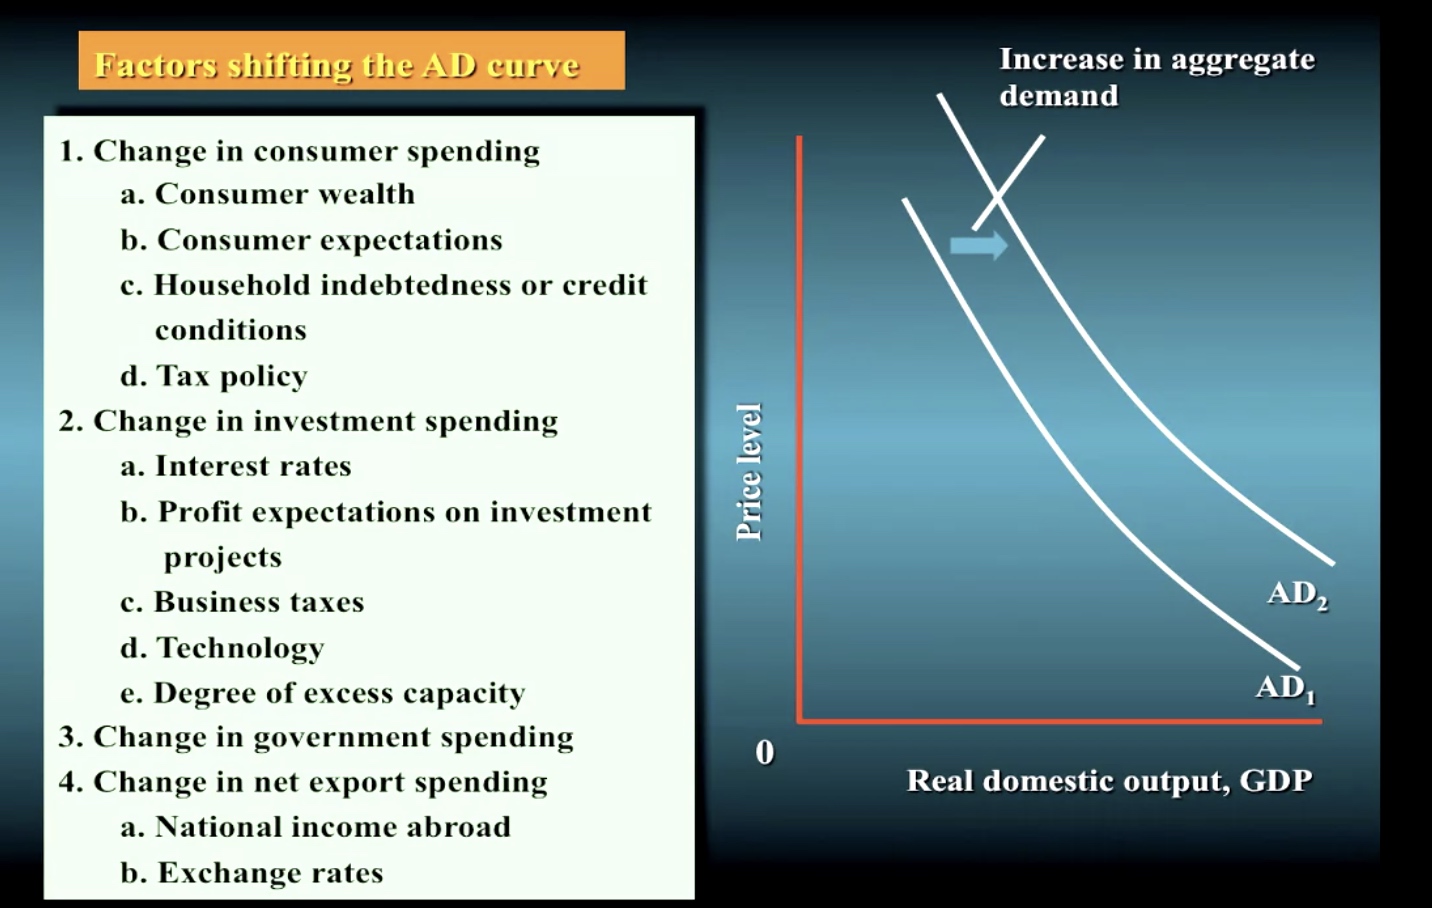 Factors shifting the AD curve
1. Change in consumer spending
a. Consumer wealth
b. Consumer expectations
c. Household indebtedness or credit
conditions
d. Tax policy
2. Change in investment spending
a. Interest rates
b. Profit expectations on investment
projects
c. Business taxes
d. Technology
e. Degree of excess capacity
3. Change in government spending
4. Change in net export spending
a. National income abroad
b. Exchange rates
Increase in aggregate
demand
Price level
AD₂
AD₁
0
Real domestic output, GDP